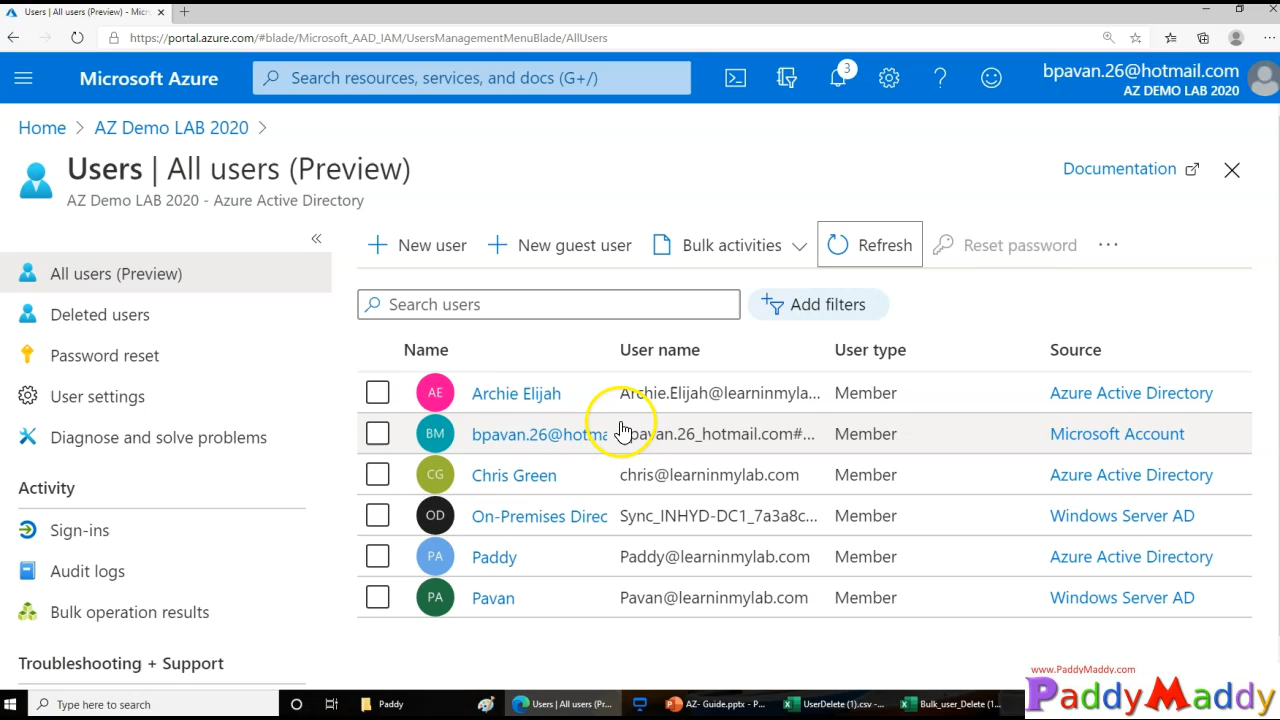 Users | All users (Preview) - Micr
https://portal.azure.com/#blade/Microsoft_AAD_IAM/UsersManagementMenuBlade/AllUsers
Microsoft Azure
Search resources, services, and docs (G+/)
3
bpavan.26@hotmail.com
AZ DEMO LAB 2020
Home > AZ Demo LAB 2020 >
Users | All users (Preview)
AZ Demo LAB 2020 - Azure Active Directory
Documentation
«
All users (Preview)
Deleted users
Password reset
User settings
Diagnose and solve problems
Activity
Sign-ins
Audit logs
Bulk operation results
Troubleshooting + Support
+ New user + New guest user Bulk activities Refresh Reset password ...
Search users
Add filters
Name User name User type Source
AE Archie Elijah Archie.Elijah@learninmyla... Member Azure Active Directory
BM bpavan.26@hotma pavan.26_hotmail.com#... Member Microsoft Account
CG Chris Green chris@learninmylab.com Member Azure Active Directory
OD On-Premises Direc Sync_INHYD-DC1_7a3a8c... Member Windows Server AD
PA Paddy Paddy@learninmylab.com Member Azure Active Directory
PA Pavan Pavan@learninmylab.com Member Windows Server AD
www.PaddyMaddy.com
PaddyMaddy
Type here to search
Paddy
Users | All users (Pr...
AZ- Guide.pptx - P...
UserDelete (1).csv -...
Bulk_user_Delete (1...